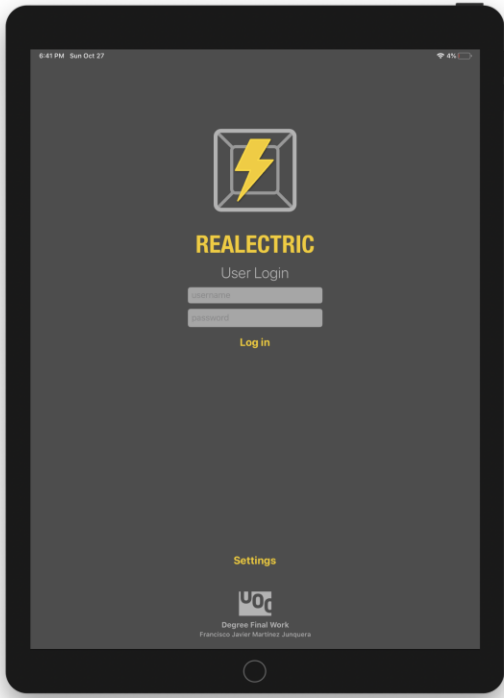 6:41 PM Sun Oct 27
4%
REALECTRIC
User Login
username
password
Log in
Settings
UOC
Degree Final Work
Francisco Javier Martínez Junquera